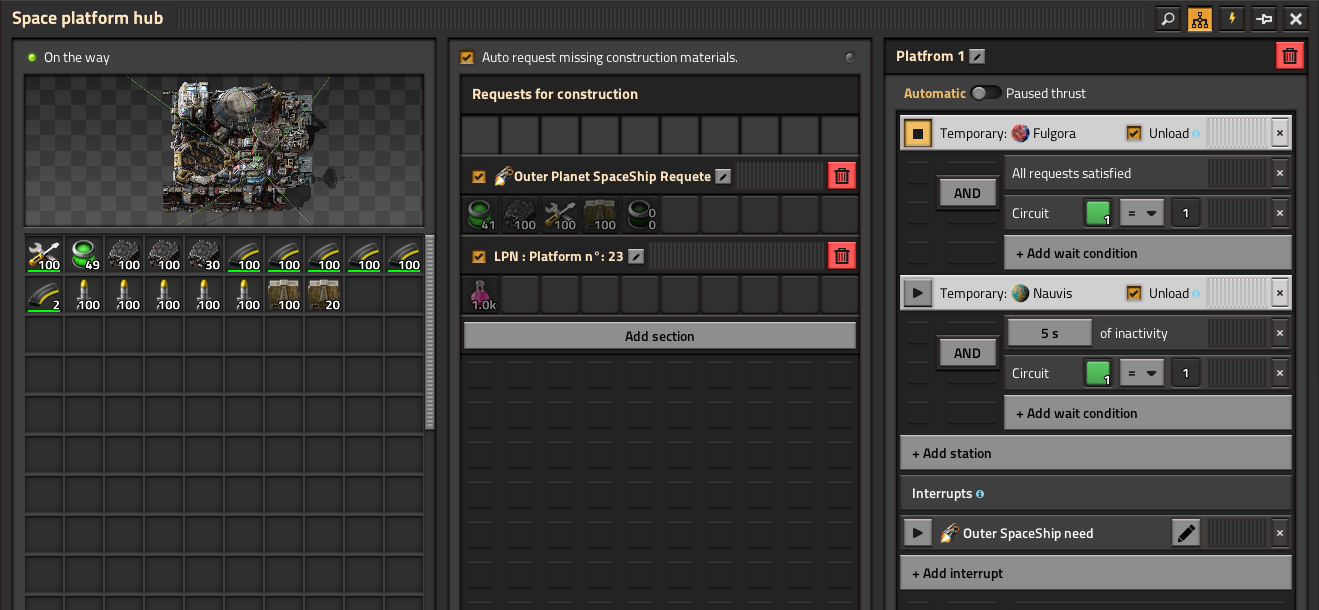 Space platform hub
On the way
100 49 100 100 30 100 100 100 100 100
2 100 100 100 100 100 100 20
Auto request missing construction materials.
Requests for construction
Outer Planet SpaceShip Requete
41 100 100 100 0 0
LPN : Platform n°: 23
1.0k
Add section
Platfrom 1
Automatic Paused thrust
Temporary: Fulgora Unload
All requests satisfied
AND
Circuit 1 = 1
+ Add wait condition
Temporary: Nauvis Unload
5 s of inactivity
AND
Circuit 1 = 1
+ Add wait condition
+ Add station
Interrupts
Outer SpaceShip need
+ Add interrupt